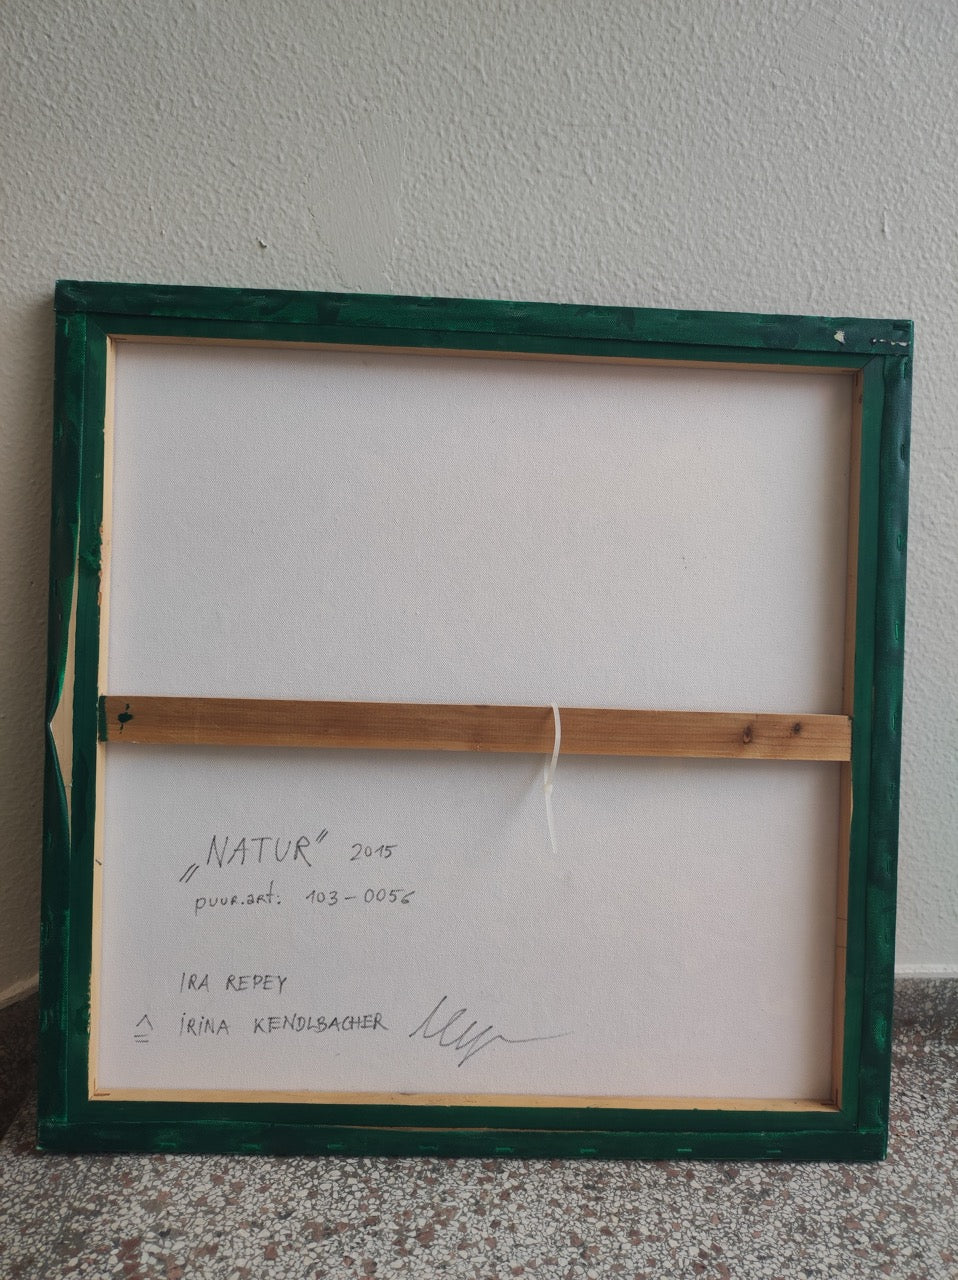 „NATUR” 2015
puur.art: 103-0056
IRA REPEY
≙ IRINA KENDLBACHER